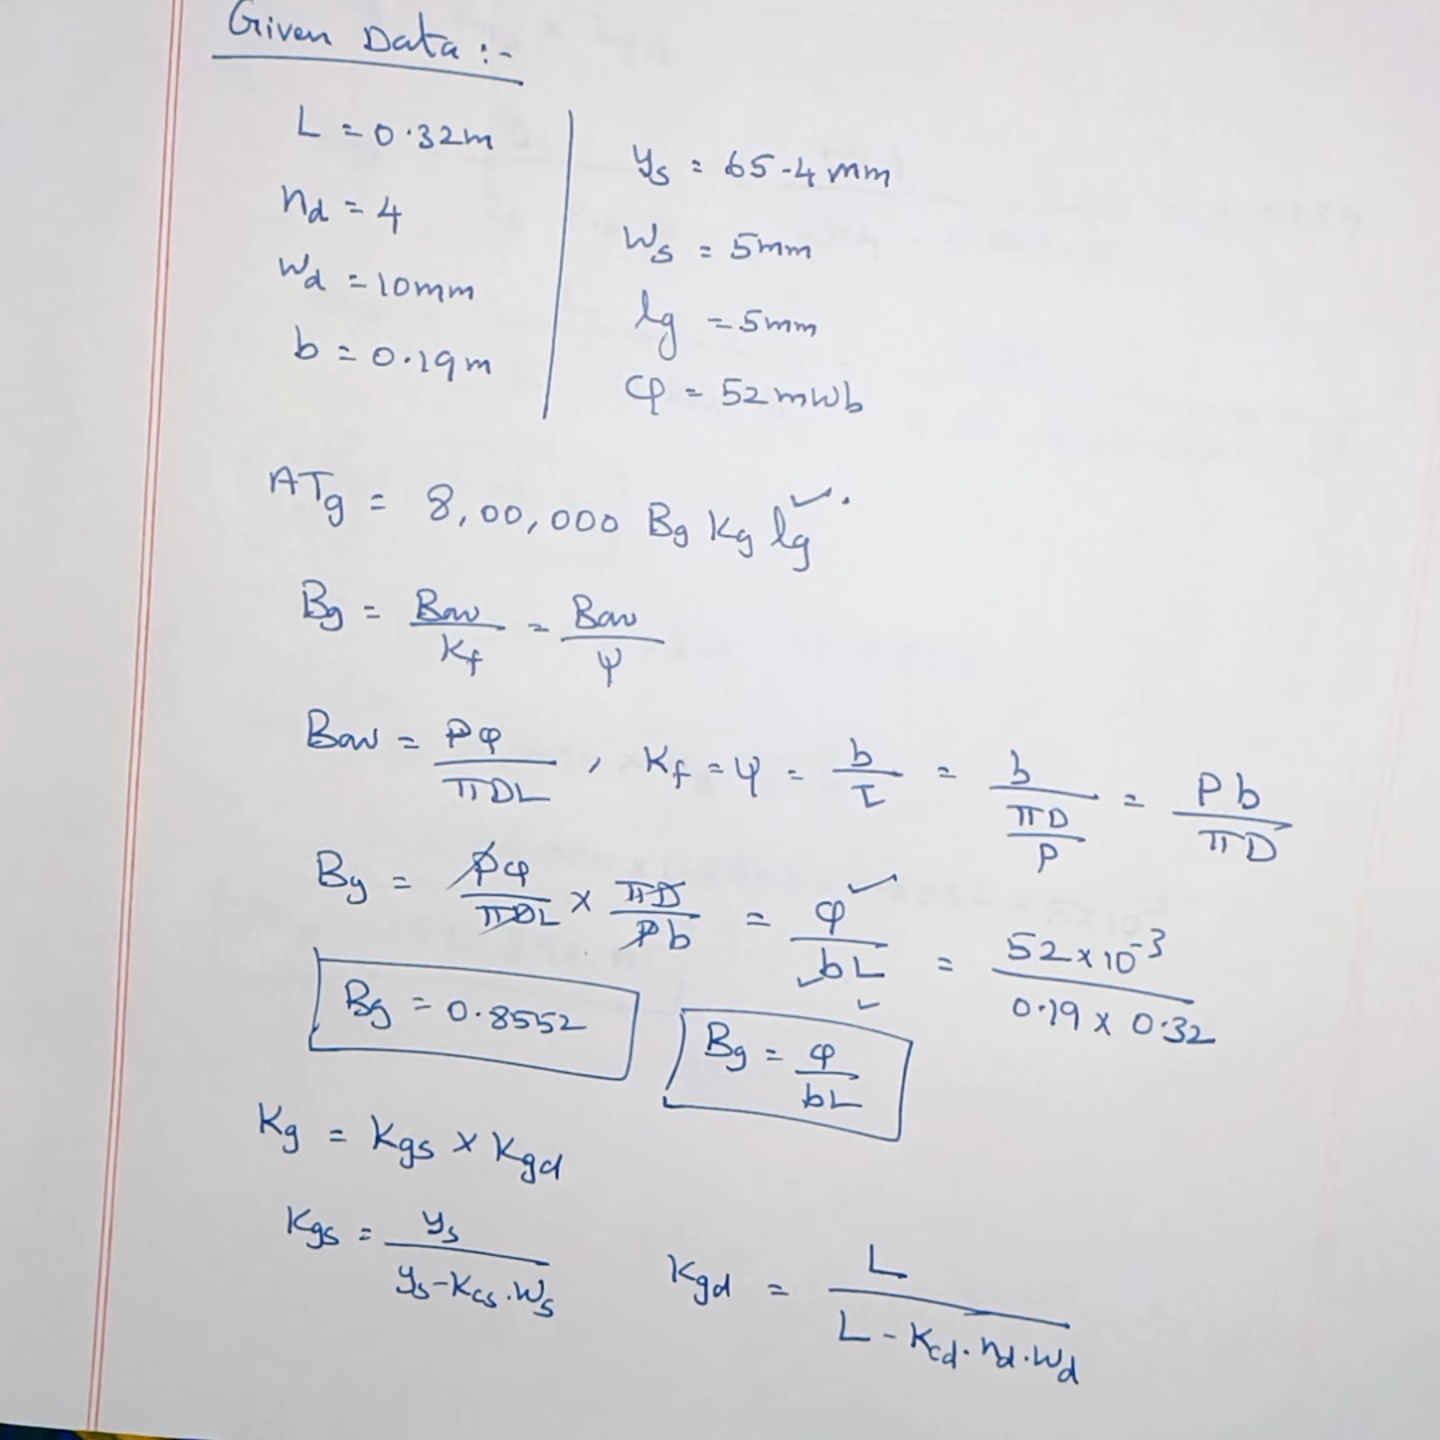 Given Data :-
L = 0.32m
nd = 4
Wd = 10mm
b = 0.19m
ys = 65.4 mm
Ws = 5mm
lg = 5mm
φ = 52 mWb
ATg = 8,00,000 Bg Kg lg ✓.
Bg = Bav/Kf = Bav/ψ
Bav = Pφ/πDL , Kf = ψ = b/τ = b/(πD/P) = Pb/πD
Bg = Pφ/πDL × πD/Pb = φ/bL = 52×10⁻³/0.19 × 0.32
Bg = 0.8552
Bg = φ/bL
Kg = Kgs × Kgd
Kgs = ys/ys-Kcs.Ws
Kgd = L/L-Kcd.nd.Wd